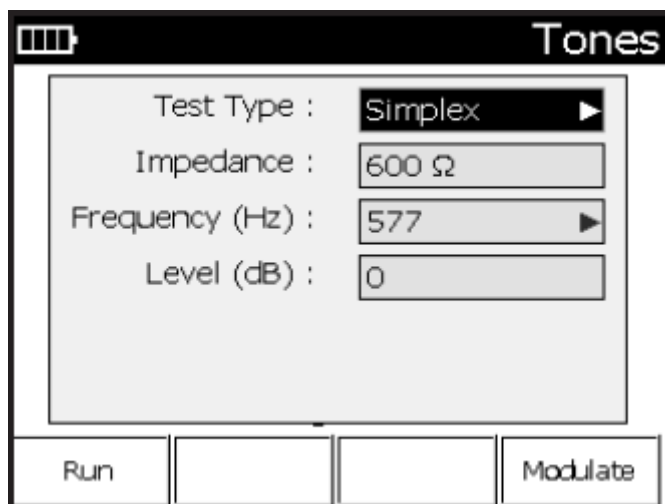 Tones
Test Type : Simplex
Impedance : 600 Ω
Frequency (Hz) : 577
Level (dB) : 0
Run Modulate